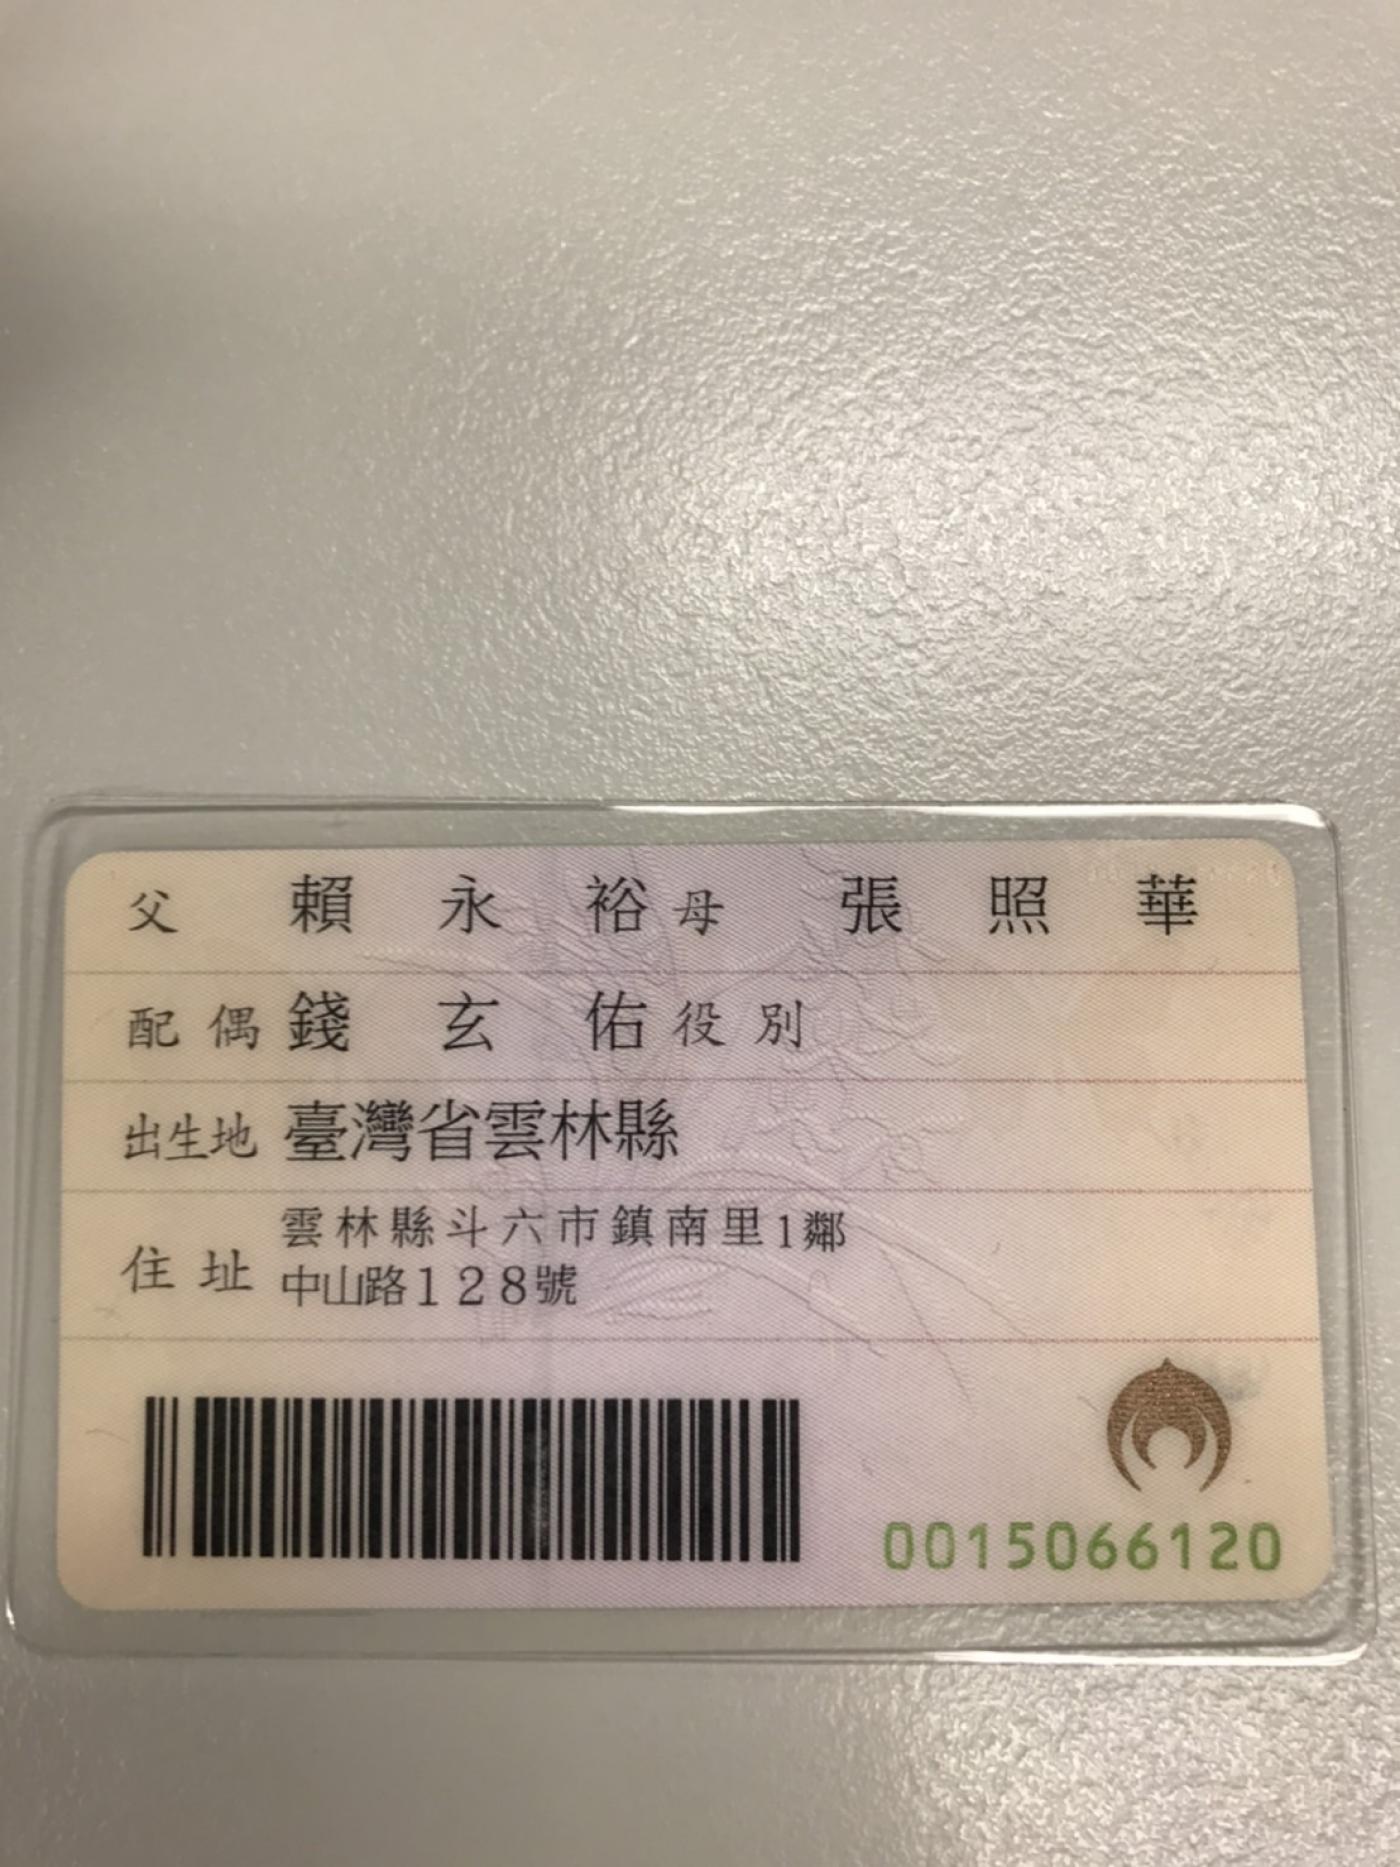 父 賴永裕 母 張照華
配偶 錢玄佑 役別
出生地 臺灣省雲林縣
住址 雲林縣斗六市鎮南里1鄰
中山路128號
0015066120